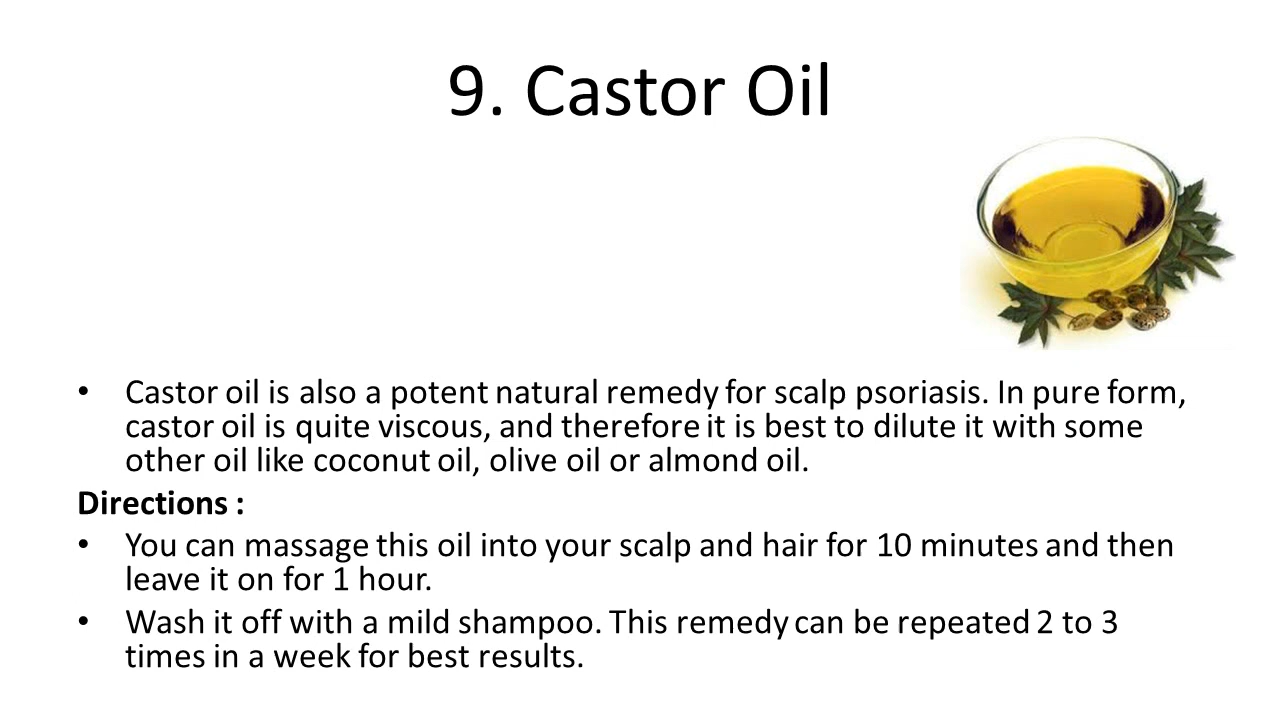 9. Castor Oil
• Castor oil is also a potent natural remedy for scalp psoriasis. In pure form,
castor oil is quite viscous, and therefore it is best to dilute it with some
other oil like coconut oil, olive oil or almond oil.
Directions :
• You can massage this oil into your scalp and hair for 10 minutes and then
leave it on for 1 hour.
• Wash it off with a mild shampoo. This remedy can be repeated 2 to 3
times in a week for best results.